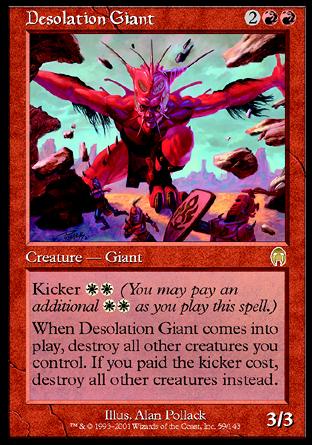 Desolation Giant 2
Creature — Giant
Kicker (You may pay an
additional as you play this spell.)
When Desolation Giant comes into
play, destroy all other creatures you
control. If you paid the kicker cost,
destroy all other creatures instead.
Illus. Alan Pollack
3/3
™ & © 1993-2001 Wizards of the Coast, Inc. 59/143